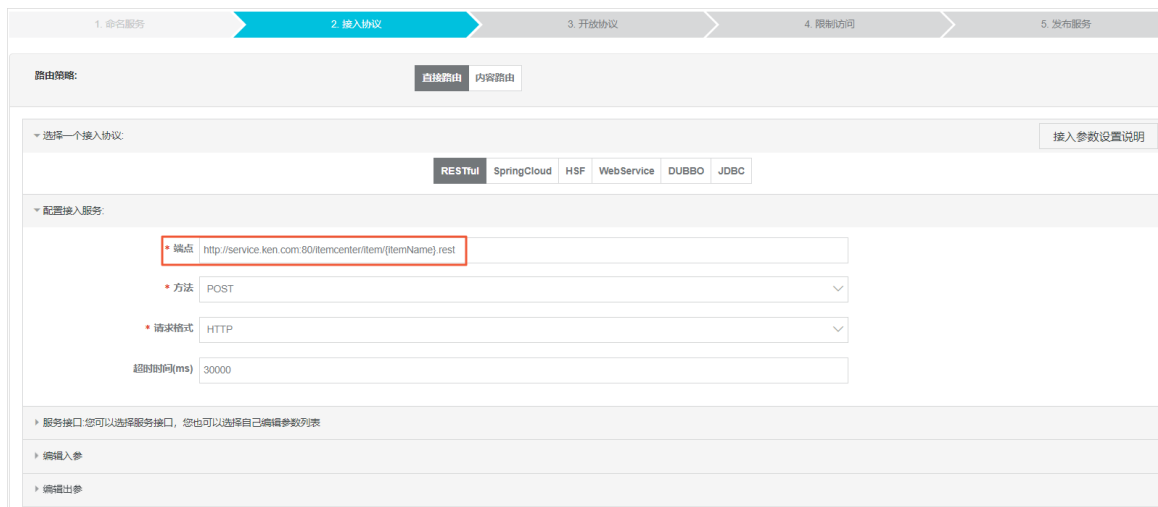 1. 命名服务 2. 接入协议 3. 开放协议 4. 限制访问 5. 发布服务
路由策略: 直接路由 内容路由
选择一个接入协议: 接入参数设置说明
RESTful SpringCloud HSF WebService DUBBO JDBC
配置接入服务:
* 端点 http://service.ken.com:80/itemcenter/item/{itemName}.rest
* 方法 POST
* 请求格式 HTTP
超时时间(ms) 30000
服务接口:您可以选择服务接口，您也可以选择自己编辑参数列表
编辑入参
编辑出参